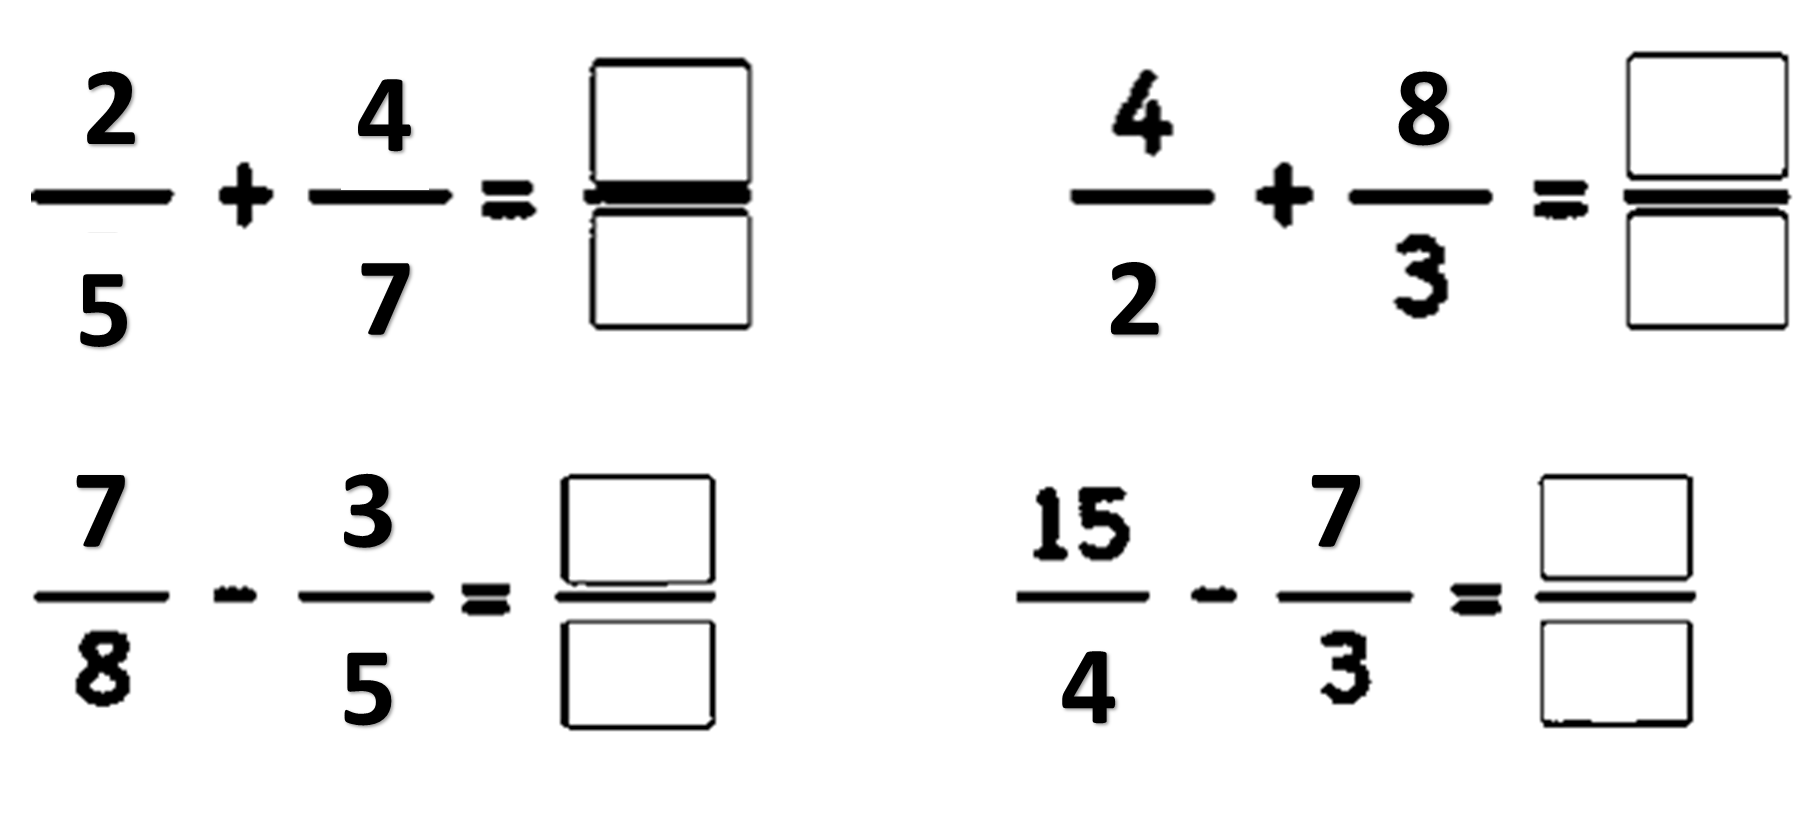 2/5 + 4/7 =
4/2 + 8/3 =
7/8 - 3/5 =
15/4 - 7/3 =